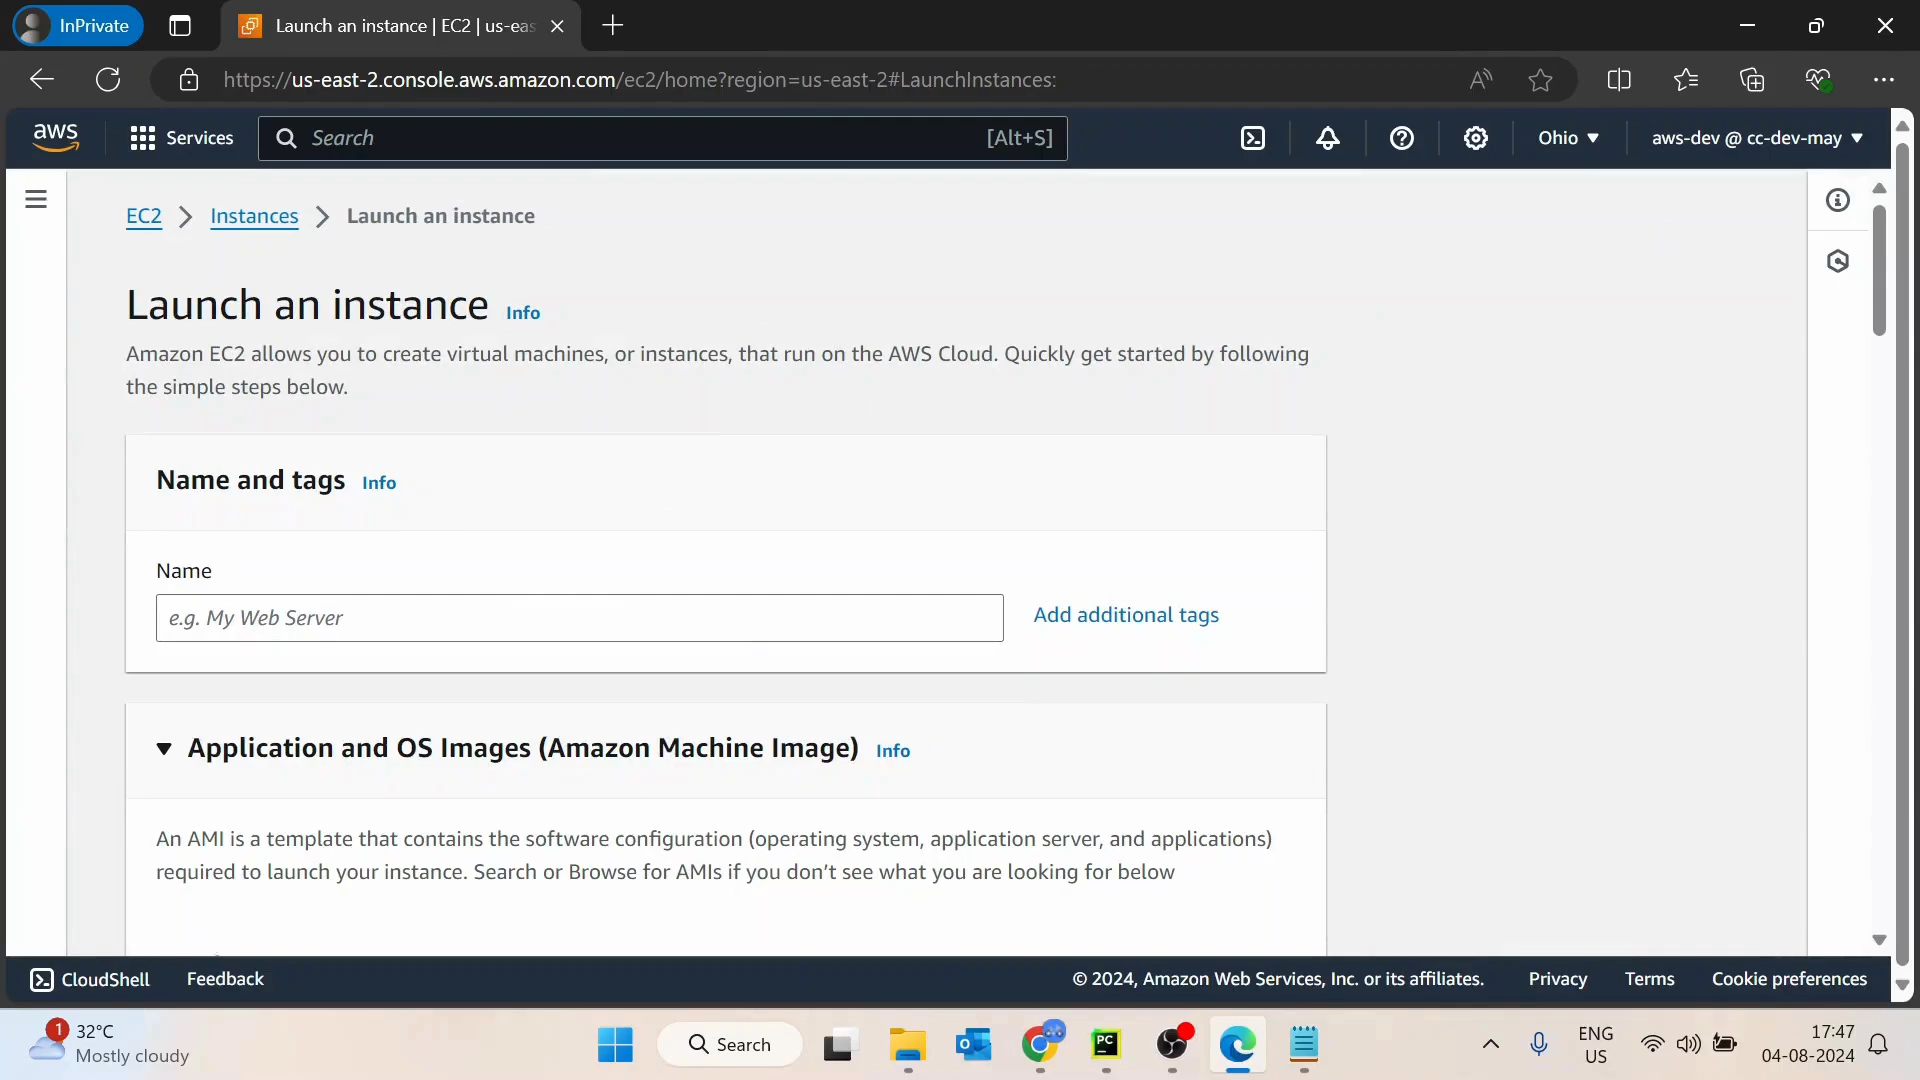 InPrivate
Launch an instance | EC2 | us-eas
https://us-east-2.console.aws.amazon.com/ec2/home?region=us-east-2#LaunchInstances:
aws
Services
Search
[Alt+S]
Ohio
aws-dev @ cc-dev-may
EC2
Instances
Launch an instance
Launch an instance
Info
Amazon EC2 allows you to create virtual machines, or instances, that run on the AWS Cloud. Quickly get started by following
the simple steps below.
Name and tags
Info
Name
e.g. My Web Server
Add additional tags
Application and OS Images (Amazon Machine Image)
Info
An AMI is a template that contains the software configuration (operating system, application server, and applications)
required to launch your instance. Search or Browse for AMIs if you don’t see what you are looking for below
CloudShell
Feedback
© 2024, Amazon Web Services, Inc. or its affiliates.
Privacy
Terms
Cookie preferences
1
32°C
Mostly cloudy
Search
PC
ENG
US
17:47
04-08-2024